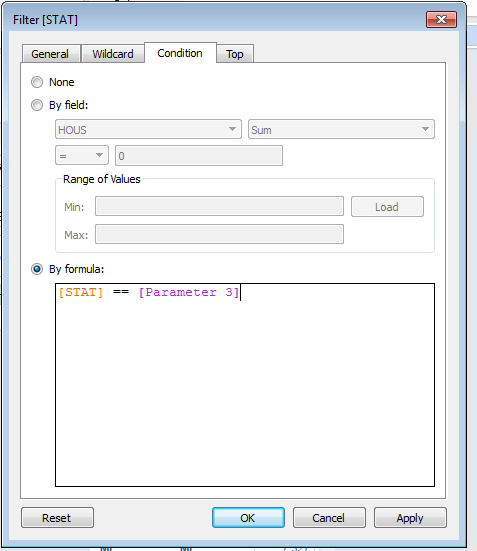 Filter [STAT]
General Wildcard Condition Top
None
By field:
HOUS Sum
= 0
Range of Values
Min: Load
Max:
By formula:
[STAT] == [Parameter 3]
Reset OK Cancel Apply